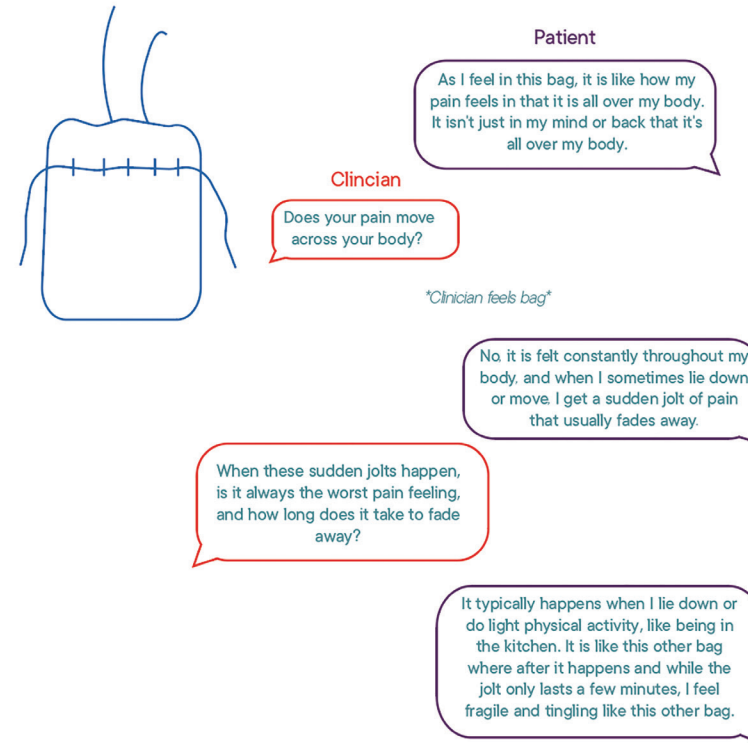 Patient
As I feel in this bag, it is like how my
pain feels in that it is all over my body.
It isn't just in my mind or back that it's
all over my body.
Clincian
Does your pain move
across your body?
*Clinician feels bag*
No, it is felt constantly throughout my
body, and when I sometimes lie down
or move, I get a sudden jolt of pain
that usually fades away.
When these sudden jolts happen,
is it always the worst pain feeling,
and how long does it take to fade
away?
It typically happens when I lie down or
do light physical activity, like being in
the kitchen. It is like this other bag
where after it happens and while the
jolt only lasts a few minutes, I feel
fragile and tingling like this other bag.